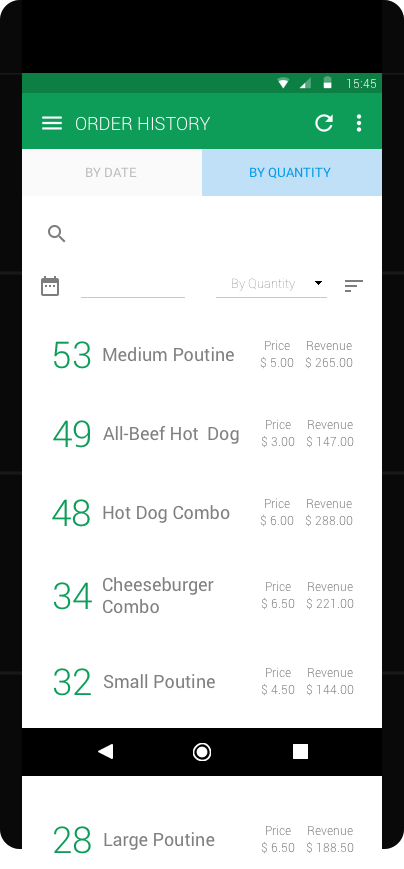 15:45
ORDER HISTORY
BY DATE BY QUANTITY
By Quantity
53 Medium Poutine Price $ 5.00 Revenue $ 265.00
49 All-Beef Hot Dog Price $ 3.00 Revenue $ 147.00
48 Hot Dog Combo Price $ 6.00 Revenue $ 288.00
34 Cheeseburger
Combo Price $ 6.50 Revenue $ 221.00
32 Small Poutine Price $ 4.50 Revenue $ 144.00
28 Large Poutine Price $ 6.50 Revenue $ 188.50